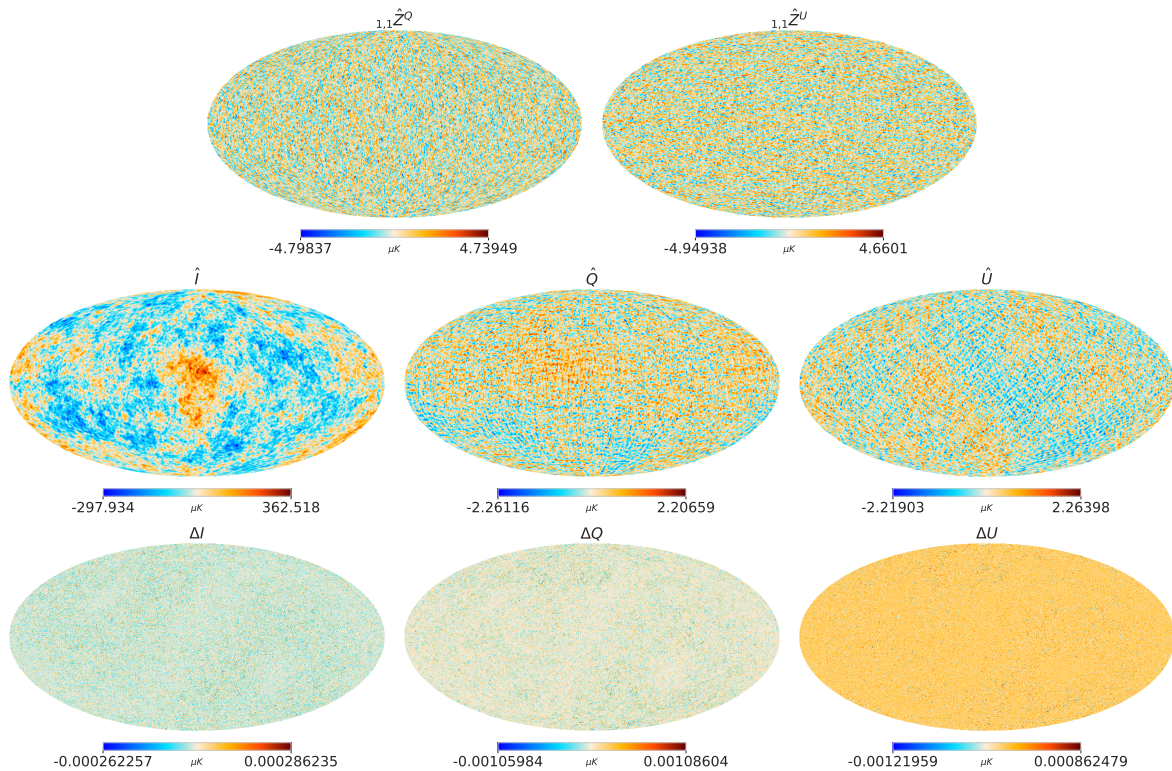 ₁,₁Ẑ^Q ₁,₁Ẑ^U
-4.79837 μK 4.73949 -4.94938 μK 4.6601
Î Q̂ Û
-297.934 μK 362.518 -2.26116 μK 2.20659 -2.21903 μK 2.26398
ΔI ΔQ ΔU
-0.000262257 μK 0.000286235 -0.00105984 μK 0.00108604 -0.00121959 μK 0.000862479